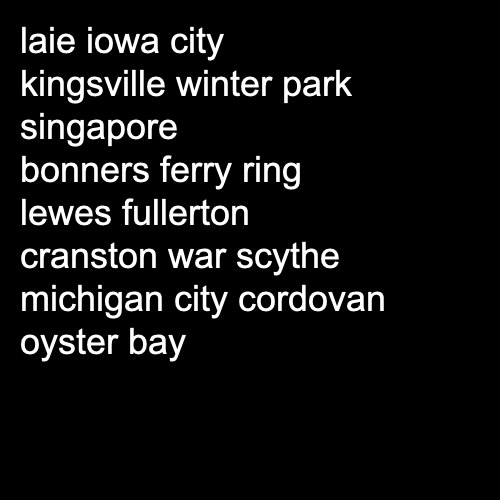 laie iowa city
kingsville winter park
singapore
bonners ferry ring
lewes fullerton
cranston war scythe
michigan city cordovan
oyster bay